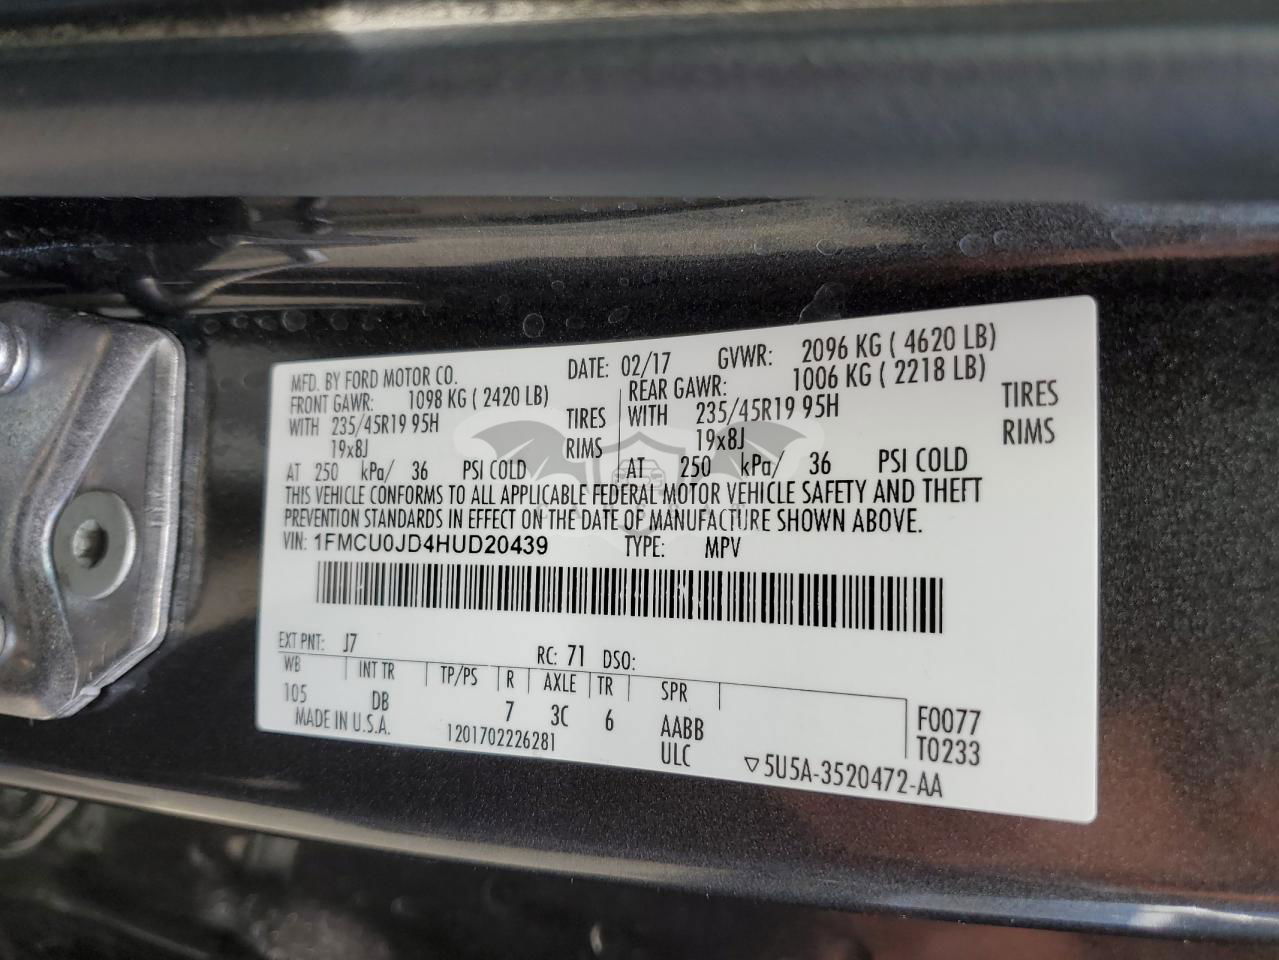 MFD. BY FORD MOTOR CO. DATE: 02/17 GVWR: 2096 KG ( 4620 LB)
FRONT GAWR: 1098 KG ( 2420 LB) REAR GAWR: 1006 KG ( 2218 LB)
WITH 235/45R19 95H TIRES WITH 235/45R19 95H TIRES
19x8J RIMS 19x8J RIMS
AT 250 kPa/ 36 PSI COLD AT 250 kPa/ 36 PSI COLD
THIS VEHICLE CONFORMS TO ALL APPLICABLE FEDERAL MOTOR VEHICLE SAFETY AND THEFT
PREVENTION STANDARDS IN EFFECT ON THE DATE OF MANUFACTURE SHOWN ABOVE.
VIN: 1FMCU0JD4HUD20439 TYPE: MPV
EXT PNT: J7 RC: 71 DSO:
WB INT TR TP/PS R AXLE TR SPR
105 DB 7 3C 6 AABB F0077
MADE IN U.S.A. 1201702226281 ULC T0233
▽5U5A-3520472-AA